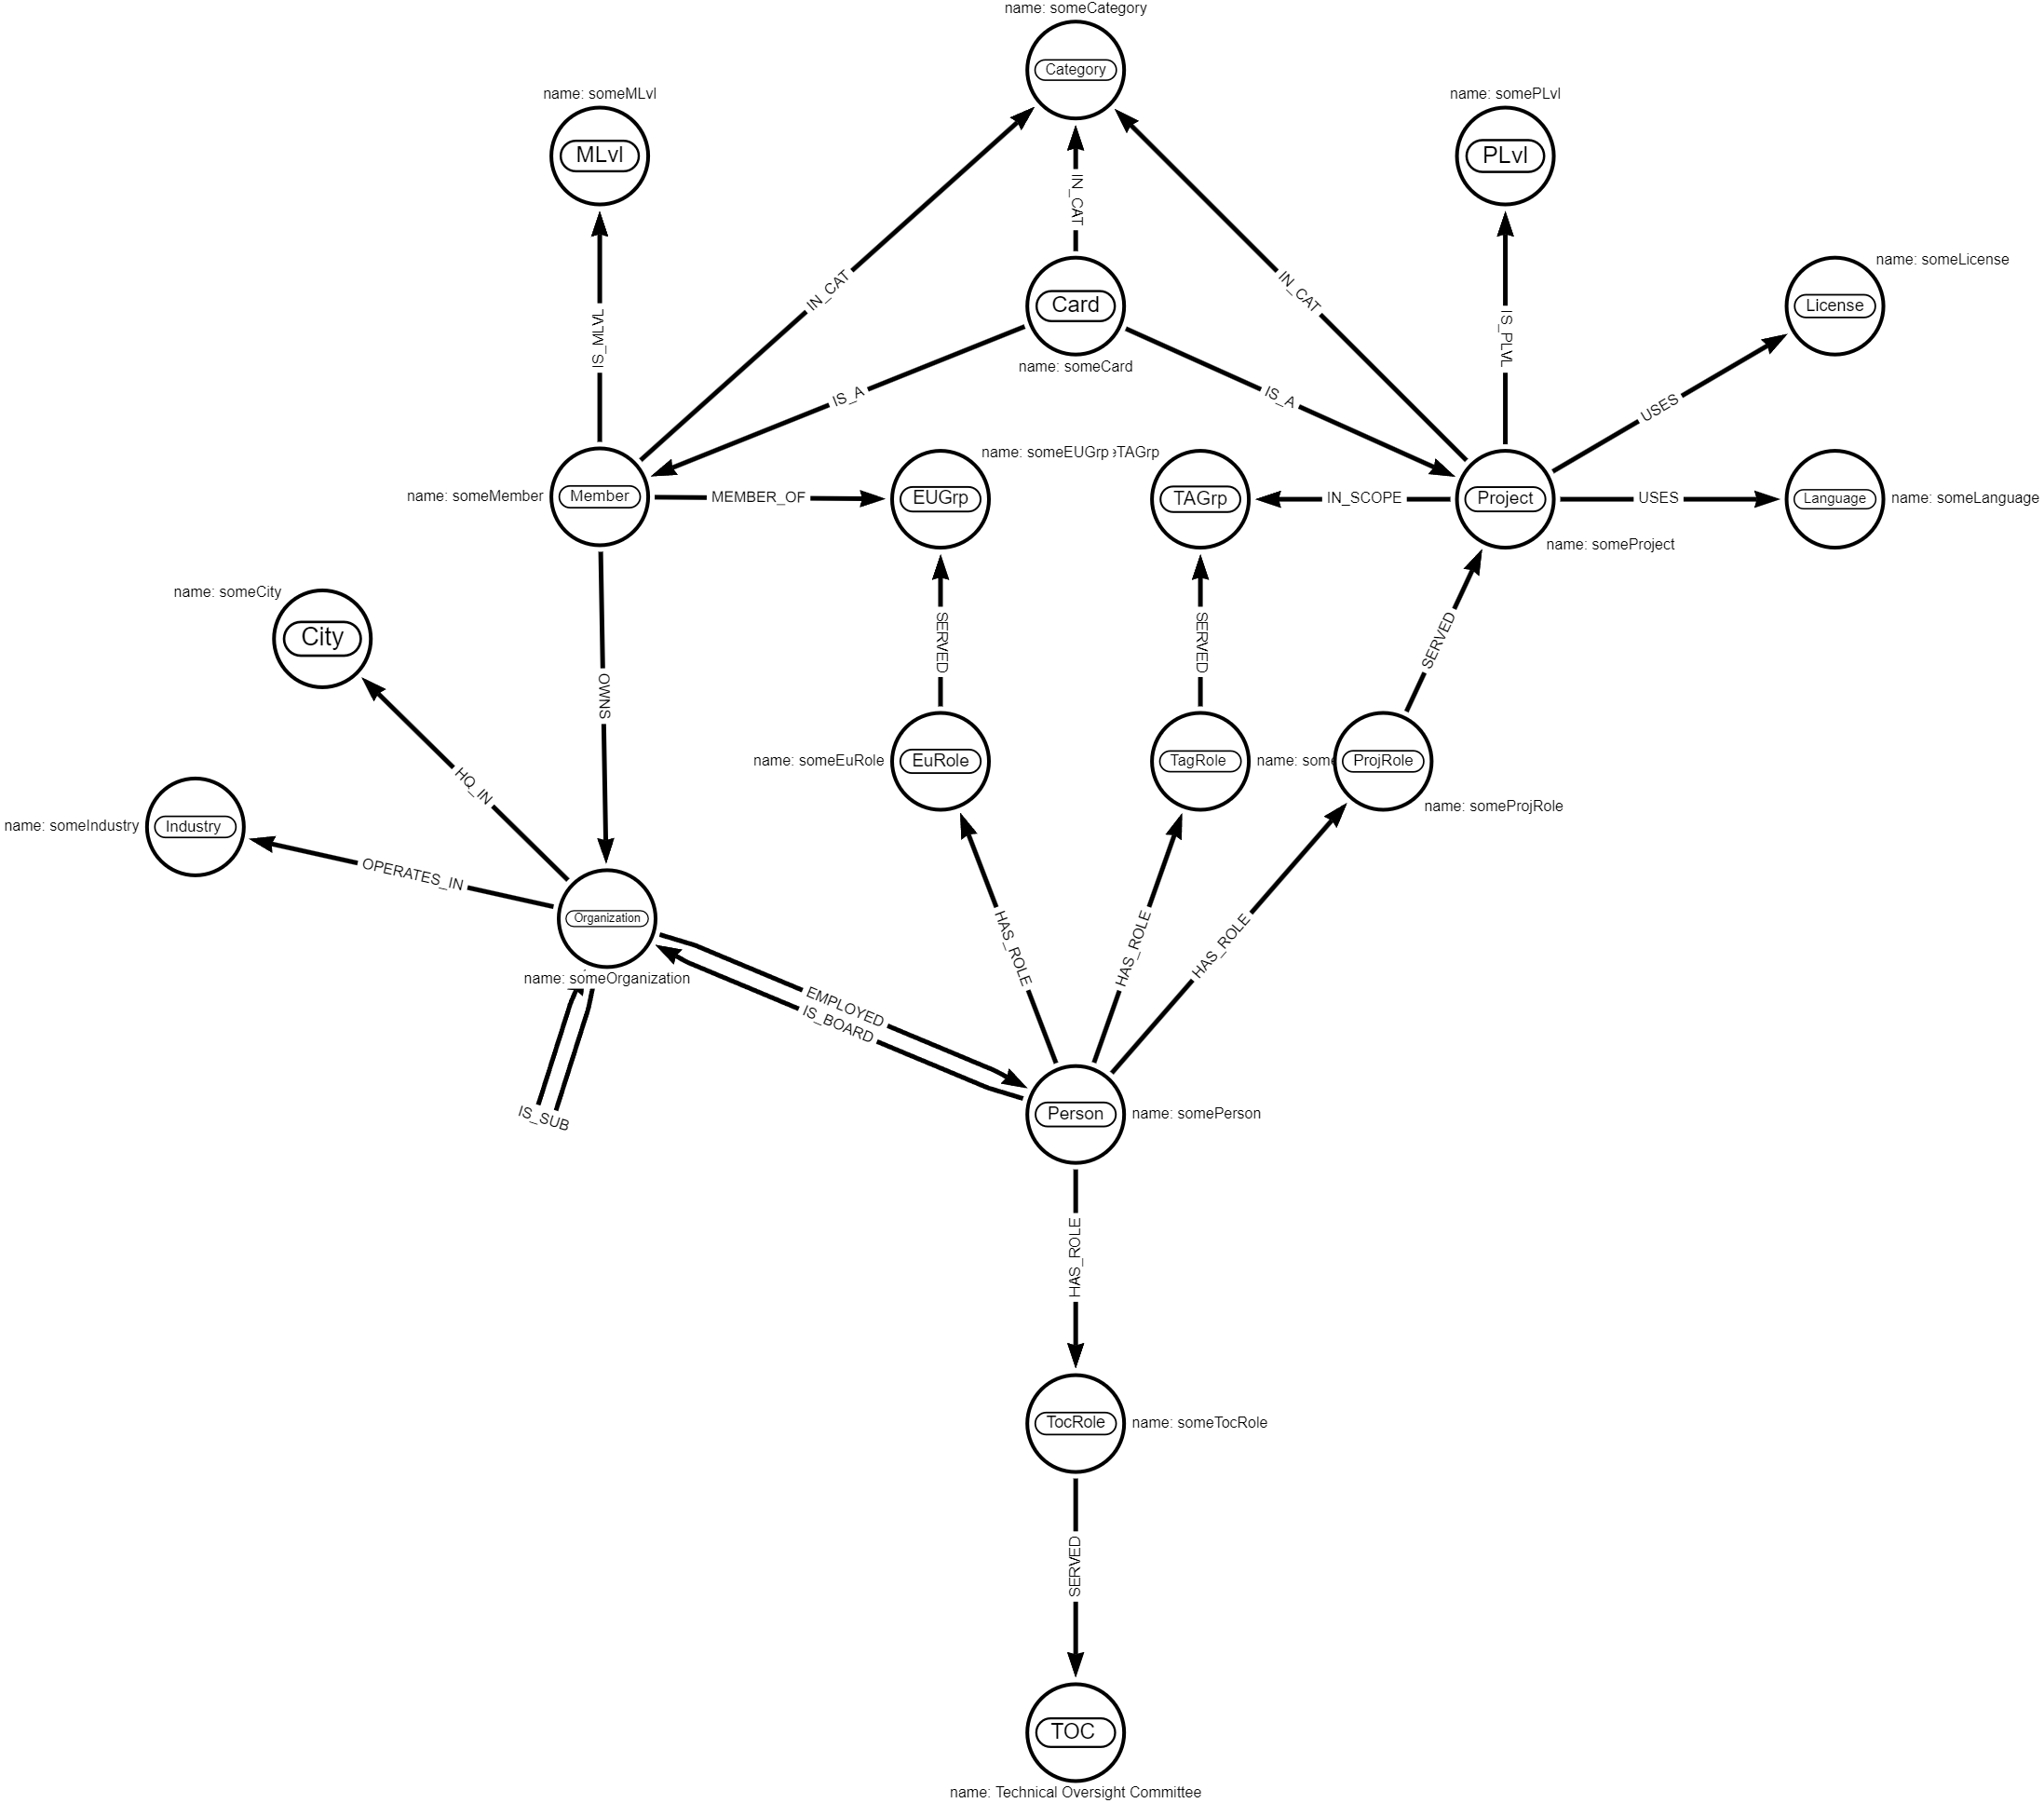 name: someCategory
Category
name: someMLvl
MLvl
name: somePLvl
PLvl
IN_CAT
name: someLicense
License
Card
name: someCard
IN_CAT
IN_CAT
IS_MLVL
IS_PLVL
IS_A
IS_A
USES
name: someEUGrp
eTAGrp
name: someMember
Member
MEMBER_OF
EUGrp
TAGrp
IN_SCOPE
Project
USES
Language
name: someLanguage
name: someProject
name: someCity
City
OWNS
SERVED
SERVED
SERVED
HQ_IN
name: someEuRole
EuRole
TagRole
name: some
ProjRole
name: someProjRole
name: someIndustry
Industry
OPERATES_IN
Organization
name: someOrganization
HAS_ROLE
HAS_ROLE
HAS_ROLE
EMPLOYED
IS_BOARD
IS_SUB
Person
name: somePerson
HAS_ROLE
TocRole
name: someTocRole
SERVED
TOC
name: Technical Oversight Committee